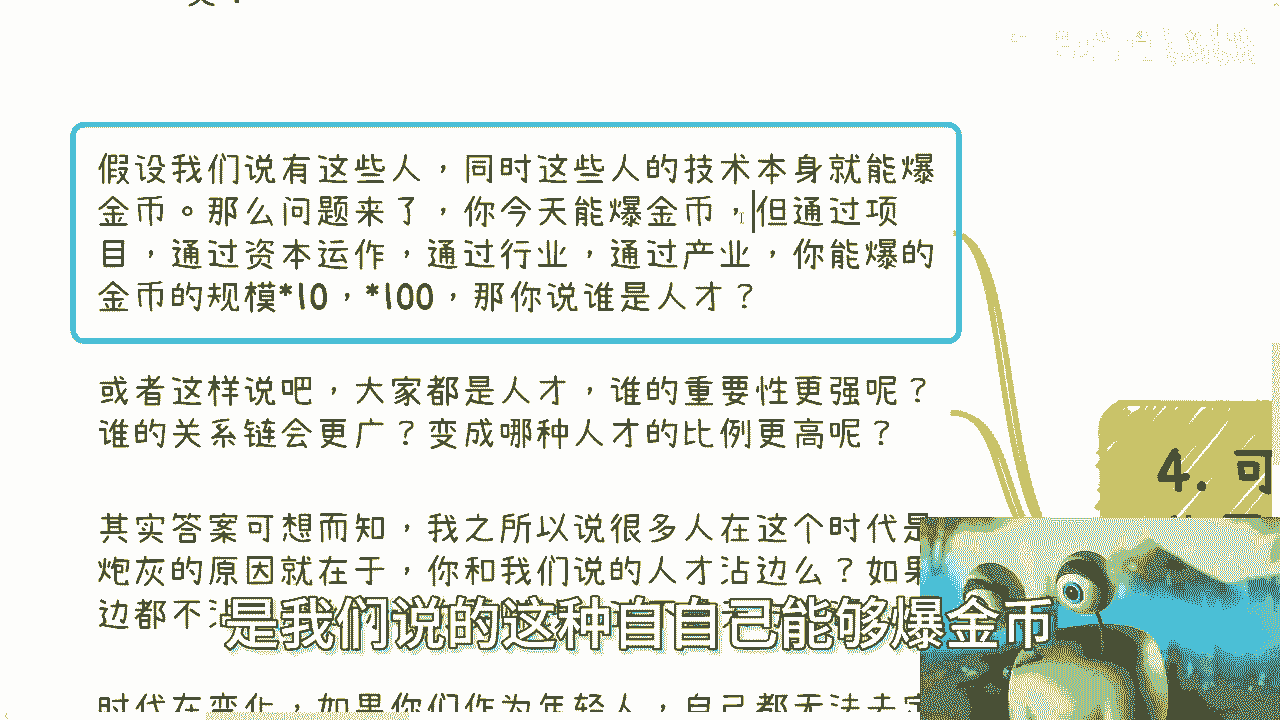 假设我们说有这些人，同时这些人的技术本身就能爆
金币。那么问题来了，你今天能爆金币，但通过项
目，通过资本运作，通过行业，通过产业，你能爆的
金币的规模*10，*100，那你说谁是人才？
或者这样说吧，大家都是人才，谁的重要性更强呢？
谁的关系链会更广？变成哪种人才的比例更高呢？
4. 可
其实答案可想而知，我之所以说很多人在这个时代是
炮灰的原因就在于，你和我们说的人才沾边么？如果
边都不沾
是我们说的这种自自己能够爆金币
时代在变化，如果你们作为年轻人，自己都无法去定